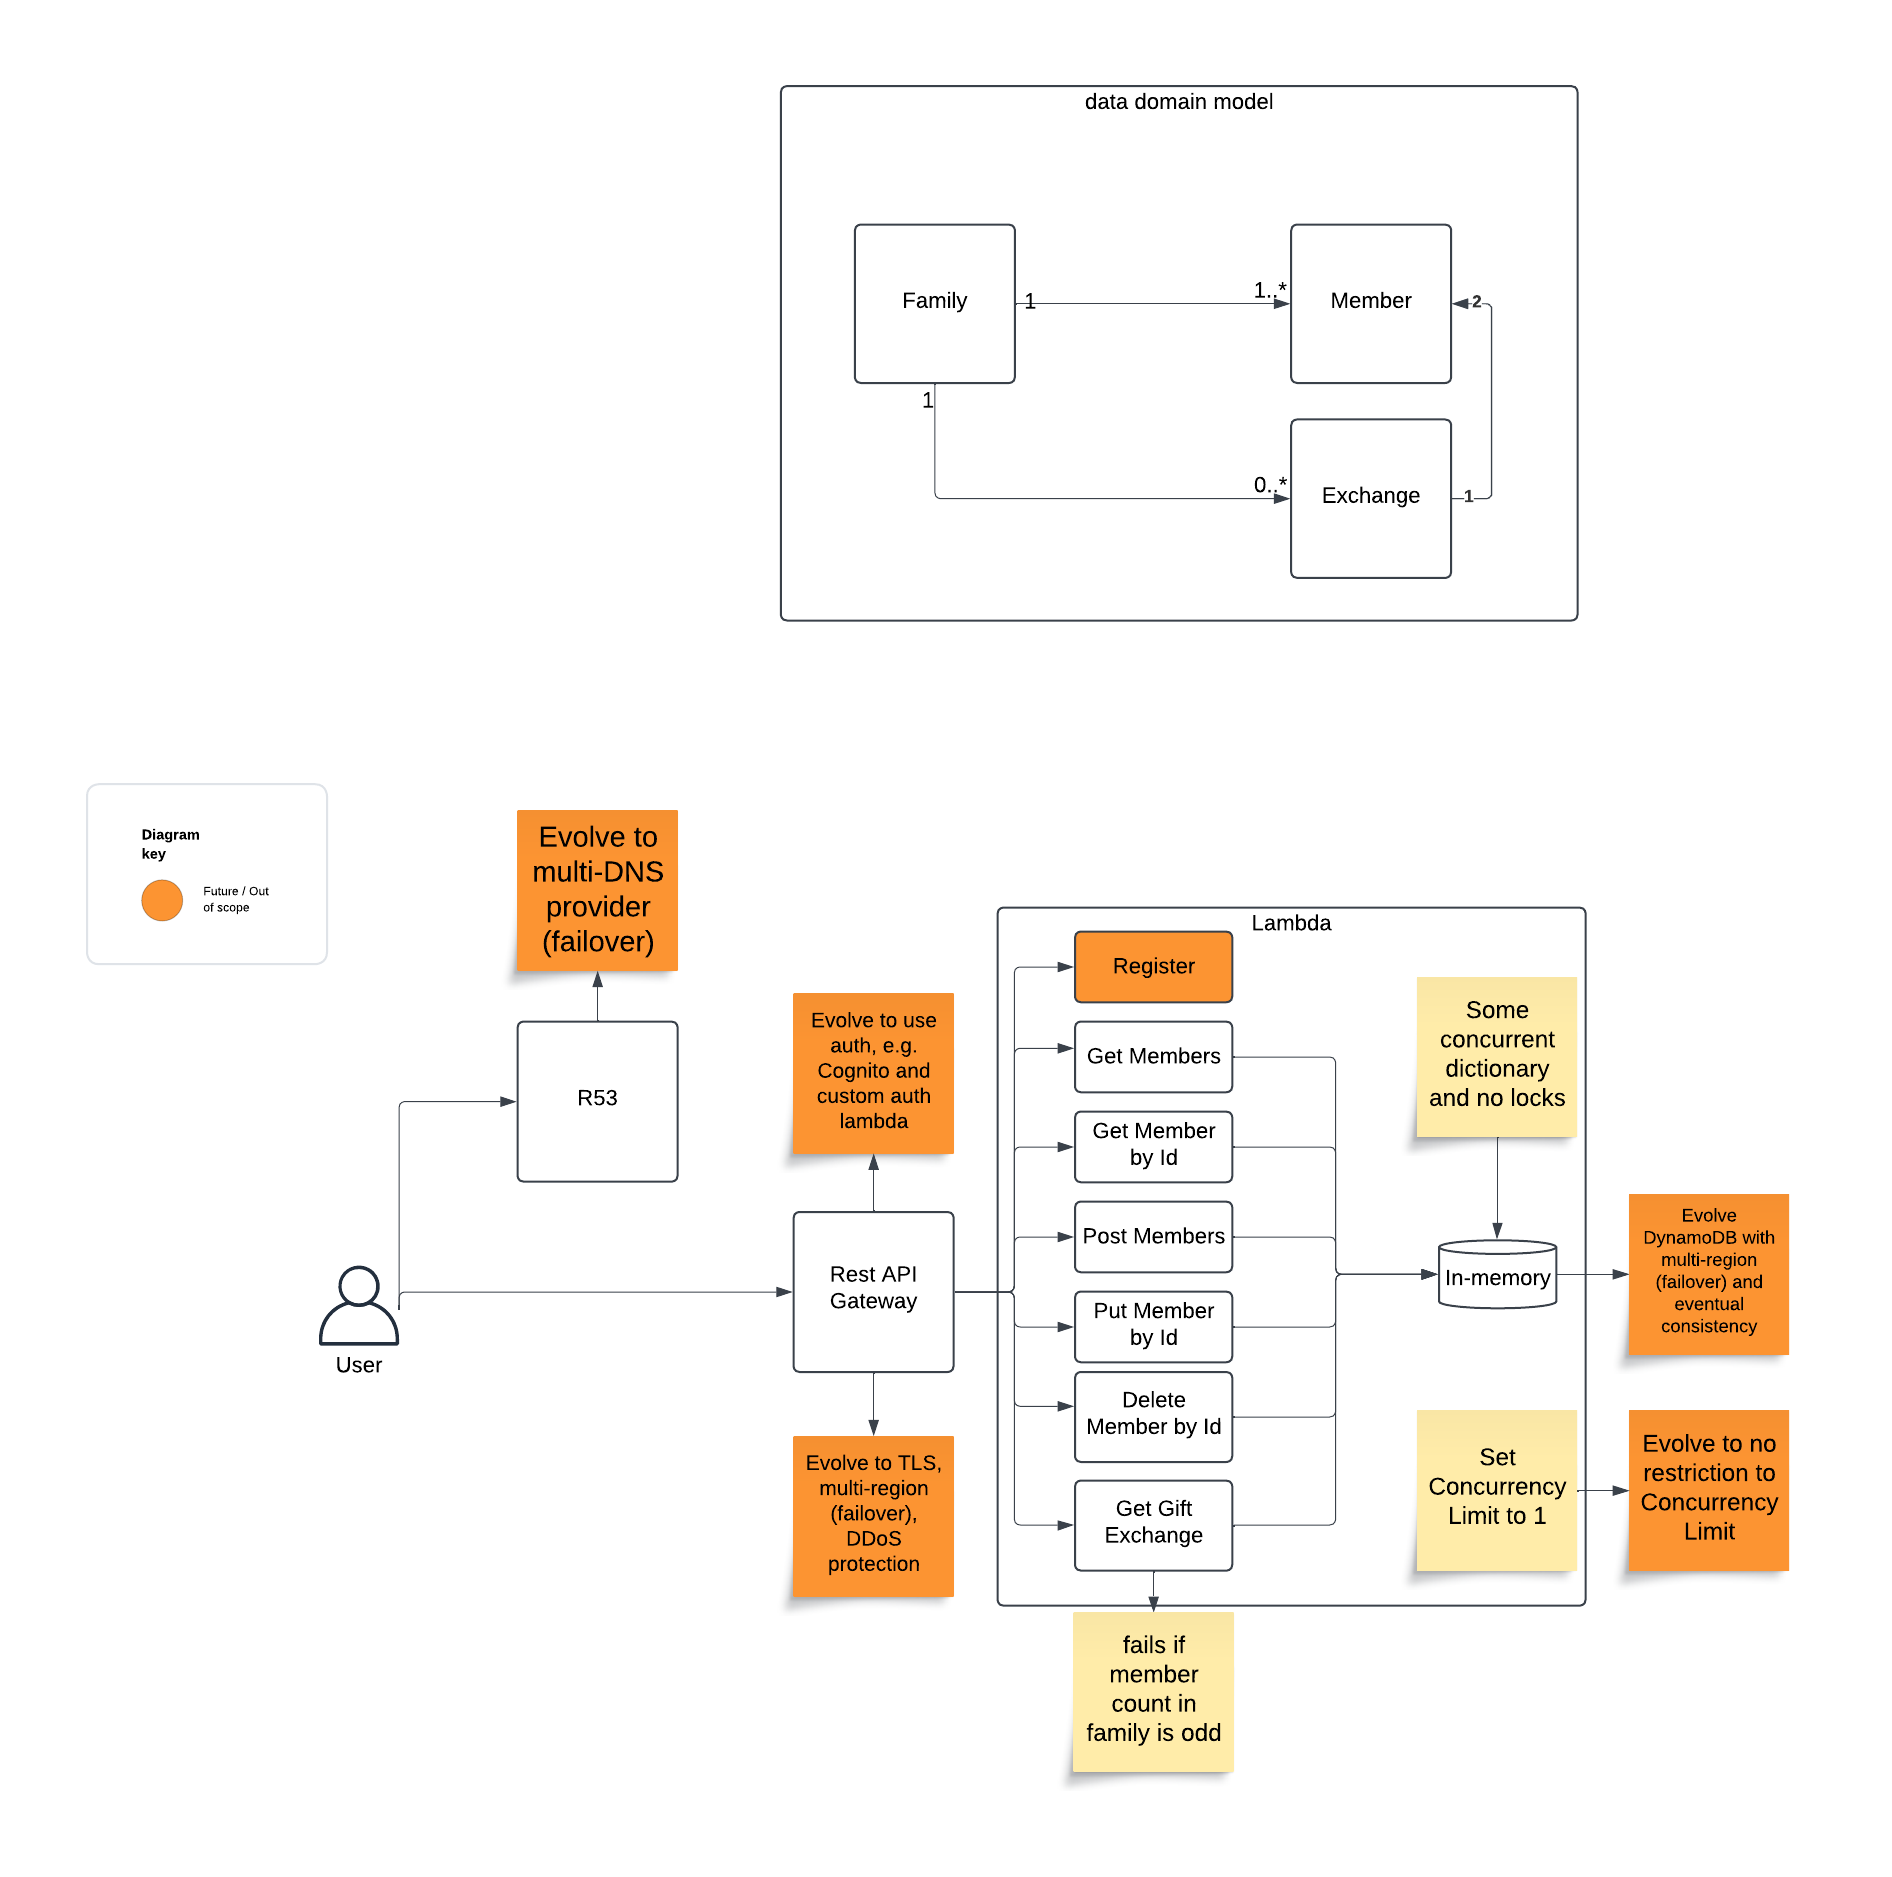 data domain model
Family
1
1..*
Member
2
1
0..*
Exchange
1
Diagram
key
Future / Out
of scope
Evolve to
multi-DNS
provider
(failover)
R53
User
Evolve to use
auth, e.g.
Cognito and
custom auth
lambda
Rest API
Gateway
Evolve to TLS,
multi-region
(failover),
DDoS
protection
Lambda
Register
Get Members
Get Member
by Id
Post Members
Put Member
by Id
Delete
Member by Id
Get Gift
Exchange
fails if
member
count in
family is odd
Some
concurrent
dictionary
and no locks
In-memory
Evolve
DynamoDB with
multi-region
(failover) and
eventual
consistency
Set
Concurrency
Limit to 1
Evolve to no
restriction to
Concurrency
Limit